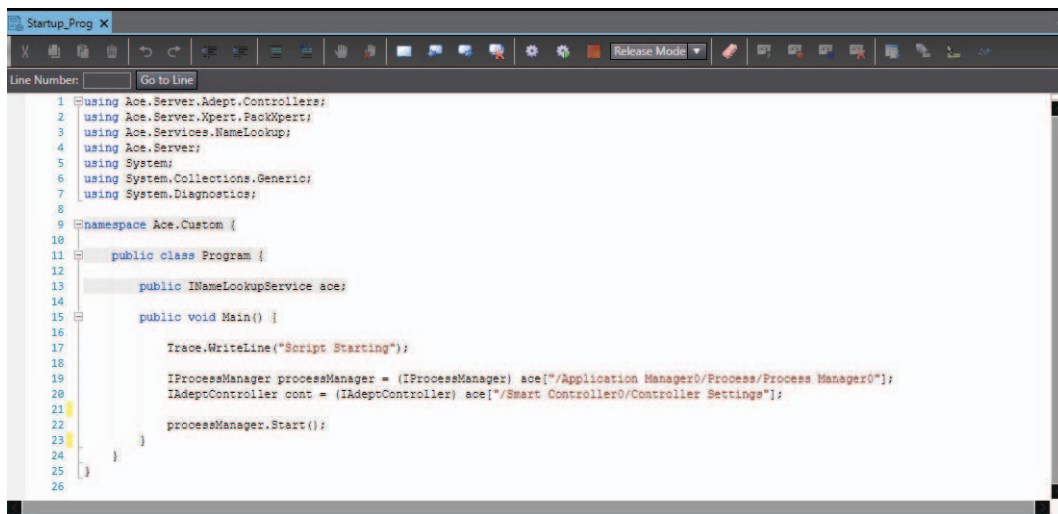 Startup_Prog X
Release Mode
Line Number: Go to Line
1 using Ace.Server.Adept.Controllers;
2 using Ace.Server.Xpert.PackXpert;
3 using Ace.Services.NameLookup;
4 using Ace.Server;
5 using System;
6 using System.Collections.Generic;
7 using System.Diagnostics;
8
9 namespace Ace.Custom {
10
11 public class Program {
12
13 public INameLookupService ace;
14
15 public void Main() {
16
17 Trace.WriteLine("Script Starting");
18
19 IProcessManager processManager = (IProcessManager) ace["/Application Manager0/Process/Process Manager0"];
20 IAdeptController cont = (IAdeptController) ace["/Smart Controller0/Controller Settings"];
21
22 processManager.Start();
23 }
24 }
25 }
26